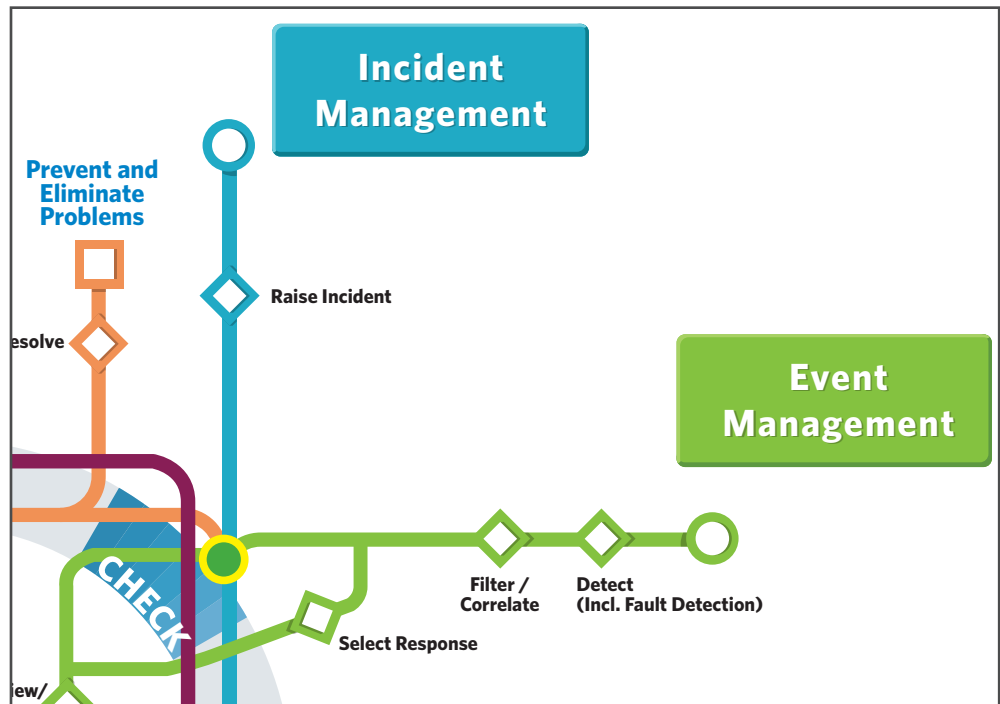 Incident
Management
Prevent and
Eliminate
Problems
Raise Incident
esolve
Event
Management
CHECK
Filter /
Correlate
Detect
(Incl. Fault Detection)
Select Response
iew/